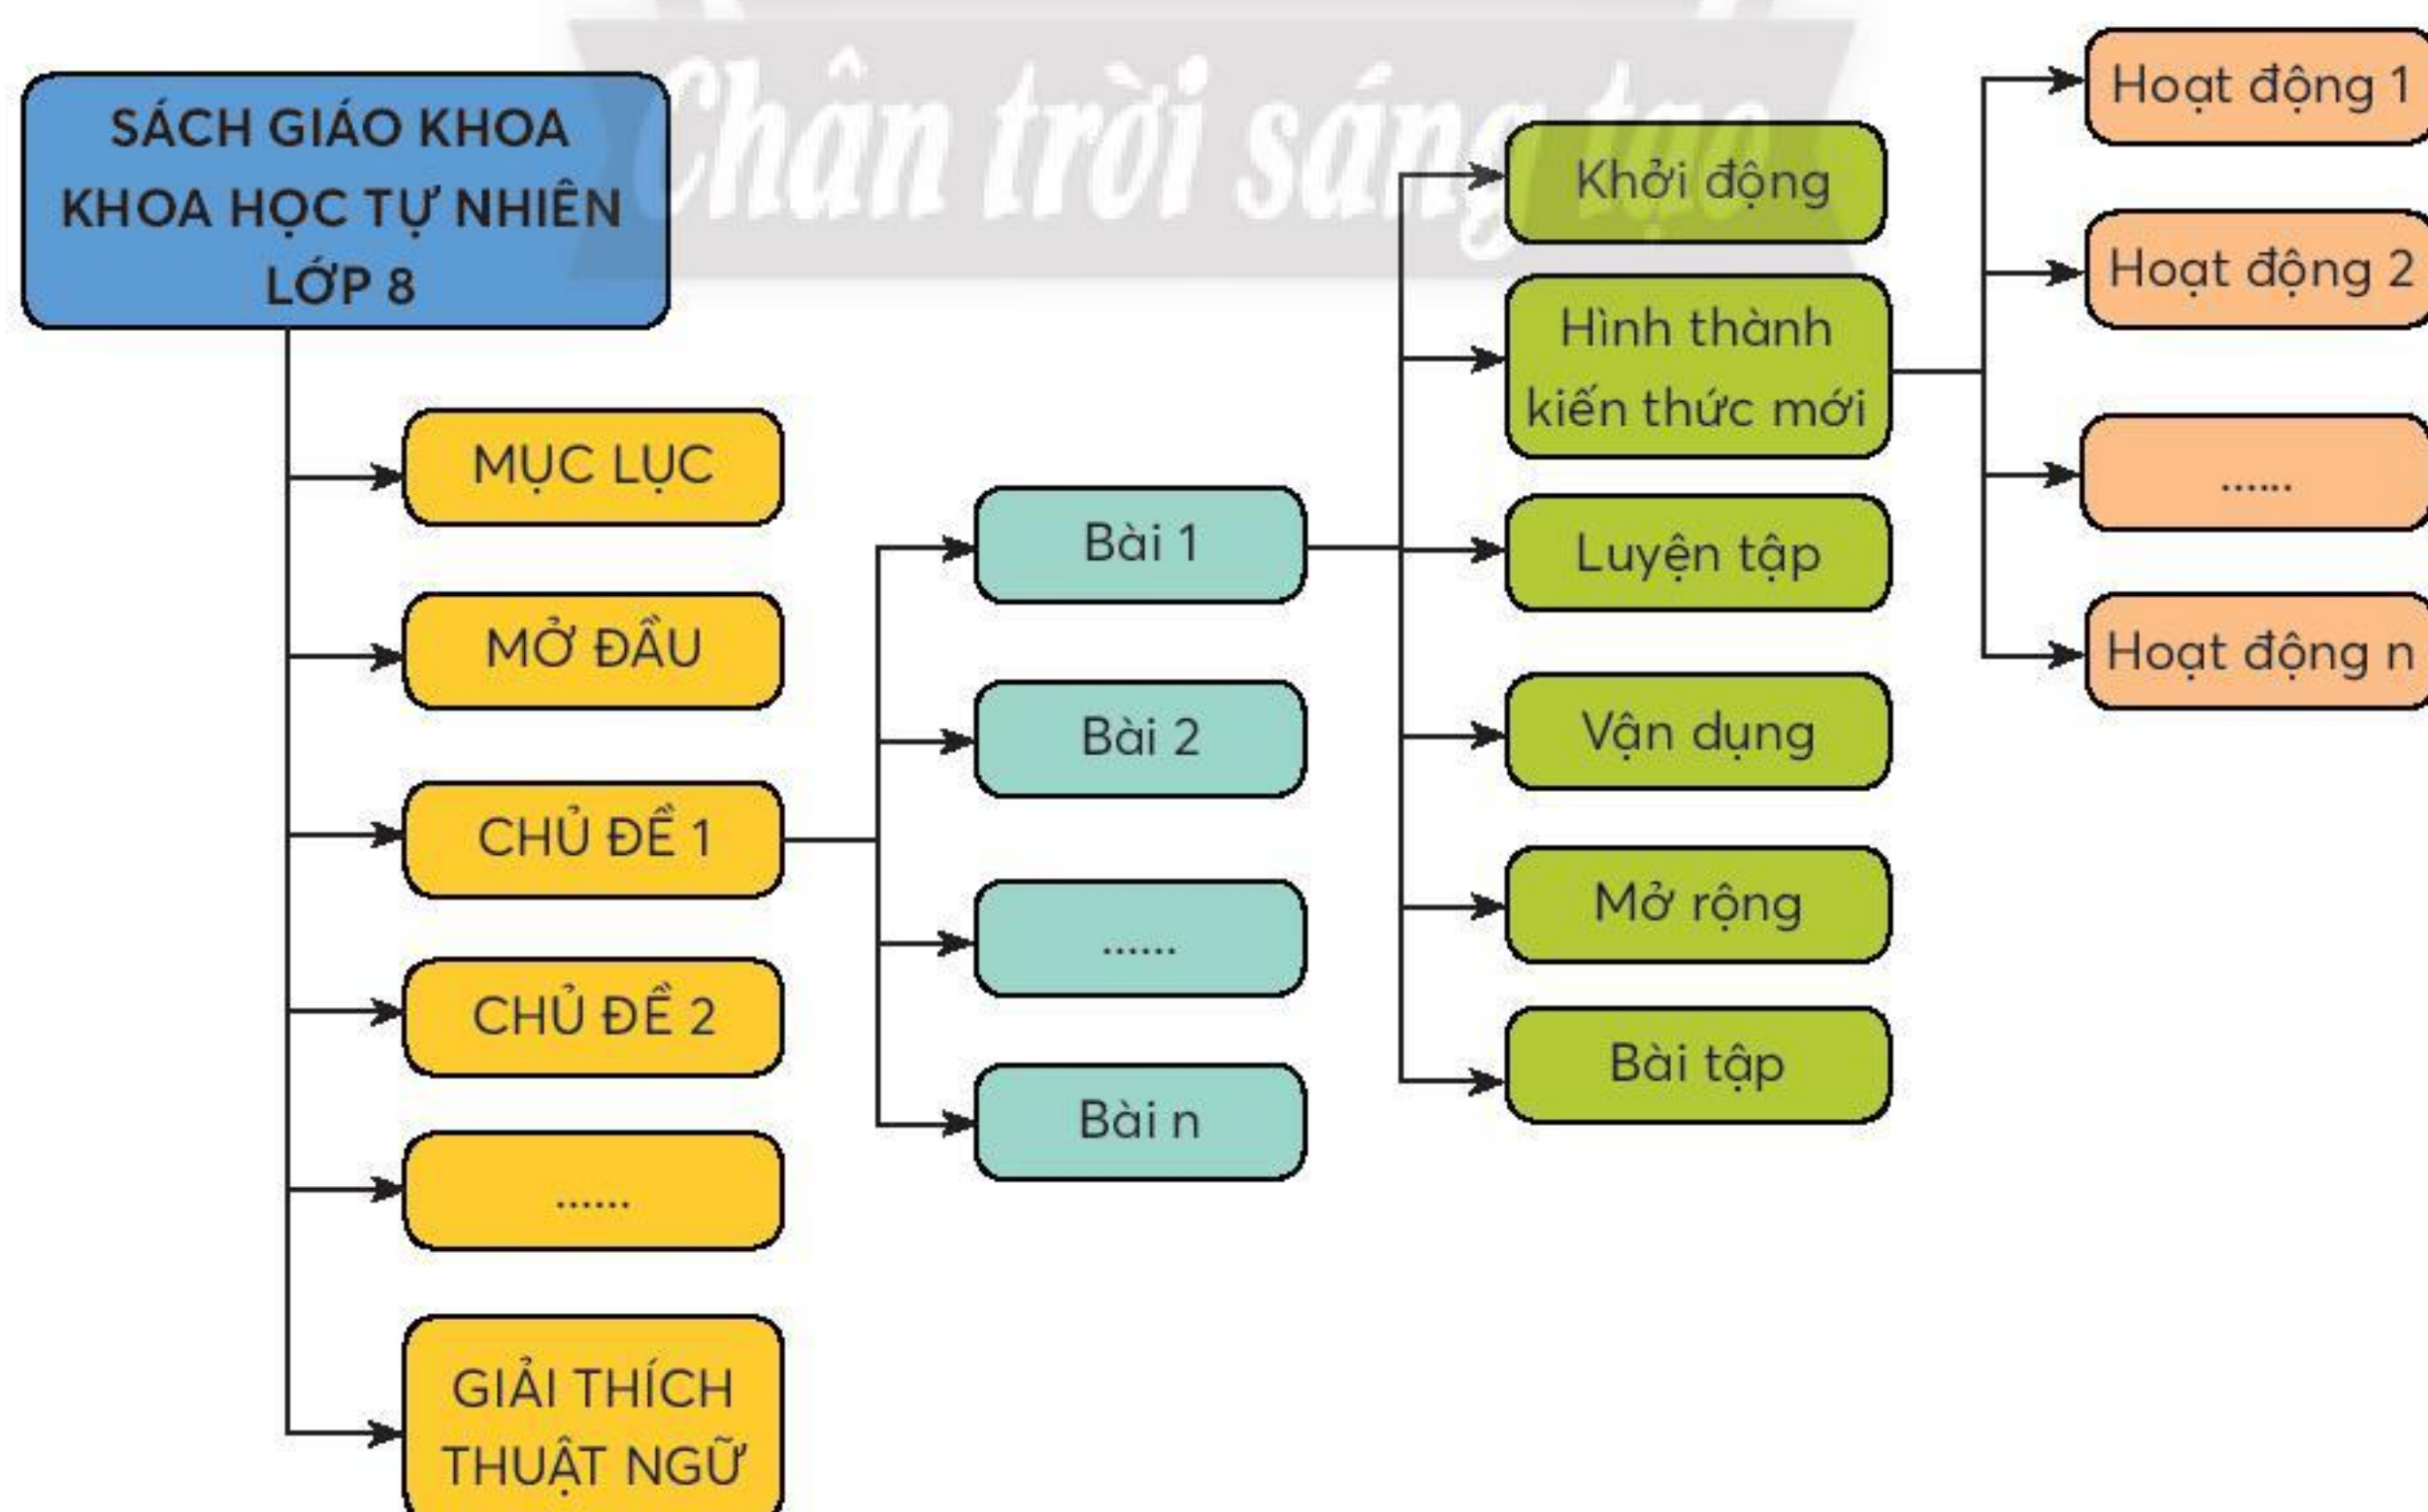 Chân trời sáng tạo
SÁCH GIÁO KHOA
KHOA HỌC TỰ NHIÊN
LỚP 8
MỤC LỤC
MỞ ĐẦU
CHỦ ĐỀ 1
CHỦ ĐỀ 2
......
GIẢI THÍCH
THUẬT NGỮ
Bài 1
Bài 2
......
Bài n
Khởi động
Hình thành
kiến thức mới
Luyện tập
Vận dụng
Mở rộng
Bài tập
Hoạt động 1
Hoạt động 2
......
Hoạt động n